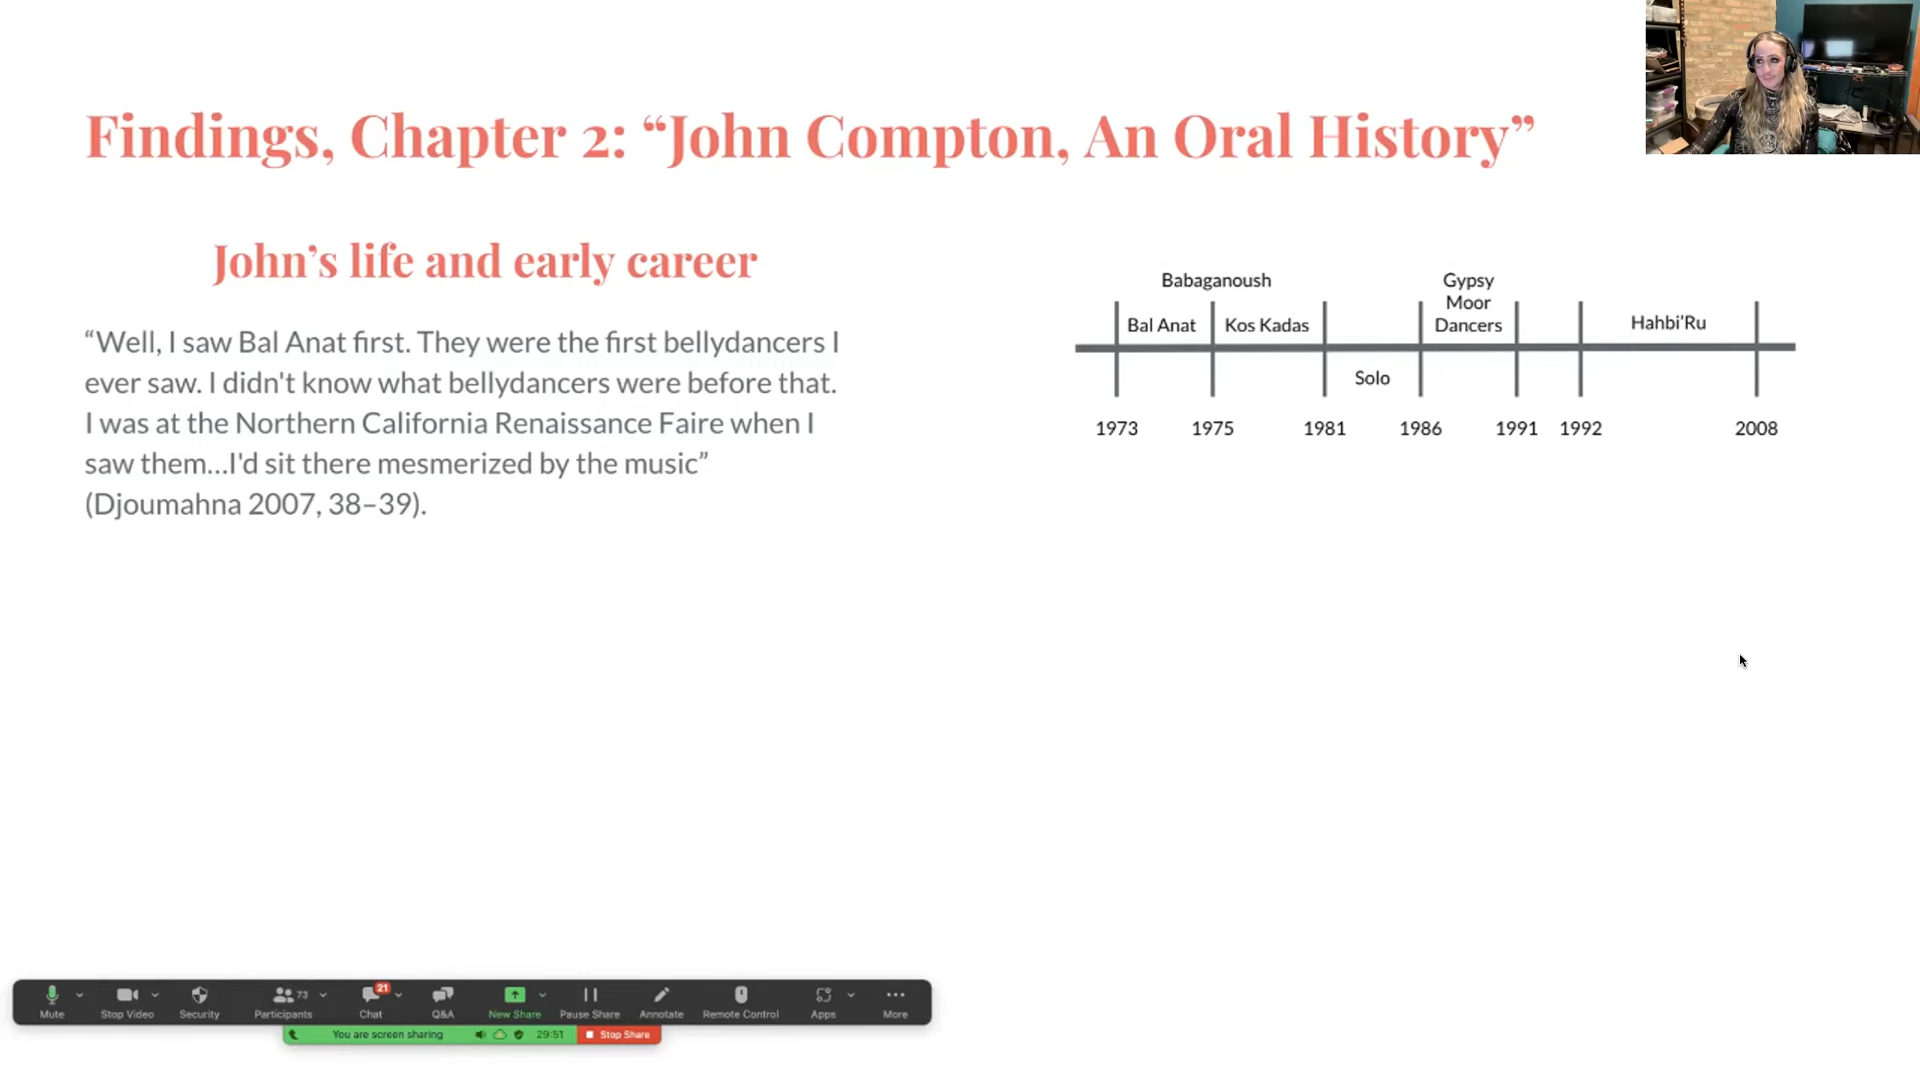 Findings, Chapter 2: “John Compton, An Oral History”
John’s life and early career
“Well, I saw Bal Anat first. They were the first bellydancers I
ever saw. I didn't know what bellydancers were before that.
I was at the Northern California Renaissance Faire when I
saw them...I'd sit there mesmerized by the music”
(Djoumahna 2007, 38–39).
Babaganoush
Bal Anat
Kos Kadas
Solo
Gypsy
Moor
Dancers
Hahbi'Ru
1973 1975 1981 1986 1991 1992 2008
73 21
Mute Stop Video Security Participants Chat Q&A New Share Pause Share Annotate Remote Control Apps More
You are screen sharing 29:51 Stop Share